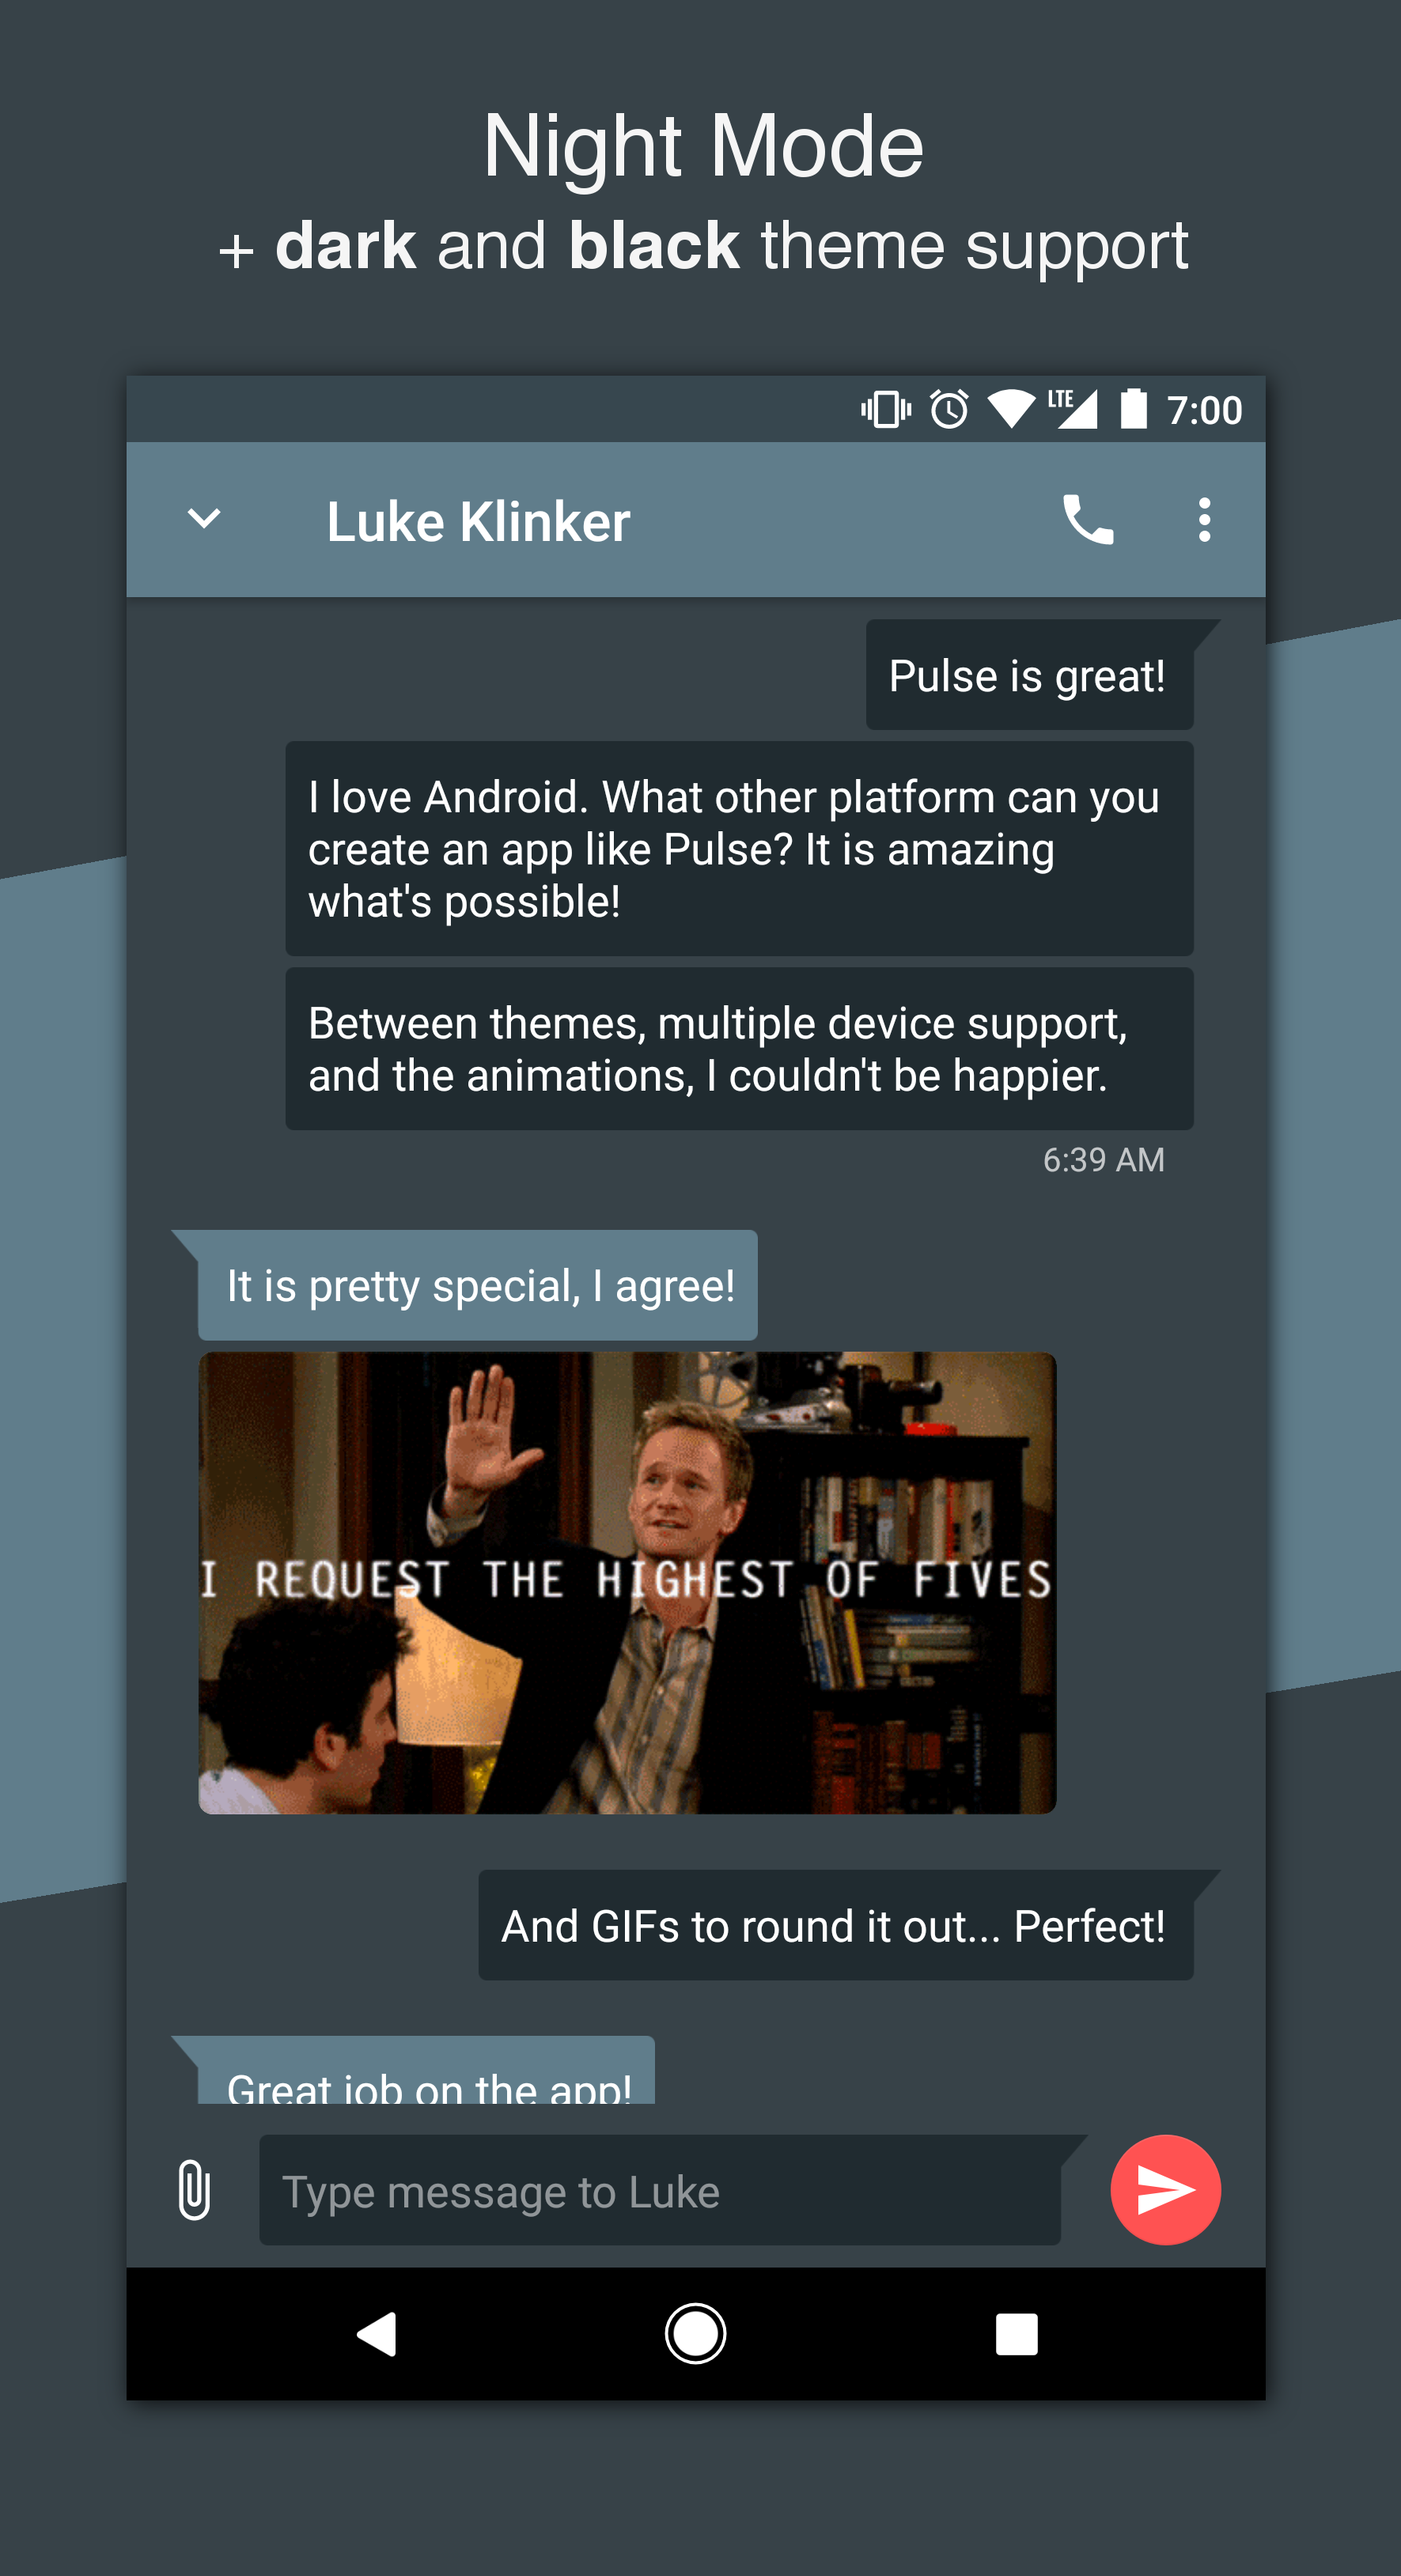 Night Mode
+ dark and black theme support
LTE 7:00
Luke Klinker
Pulse is great!
I love Android. What other platform can you
create an app like Pulse? It is amazing
what's possible!
Between themes, multiple device support,
and the animations, I couldn't be happier.
6:39 AM
It is pretty special, I agree!
I REQUEST THE HIGHEST OF FIVES
And GIFs to round it out... Perfect!
Great job on the app!
Type message to Luke